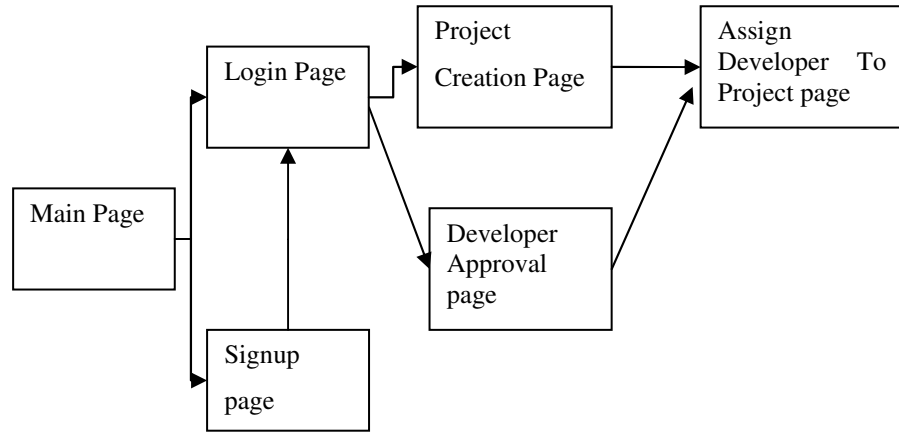 Main Page
Login Page
Signup
page
Project
Creation Page
Developer
Approval
page
Assign
Developer To
Project page